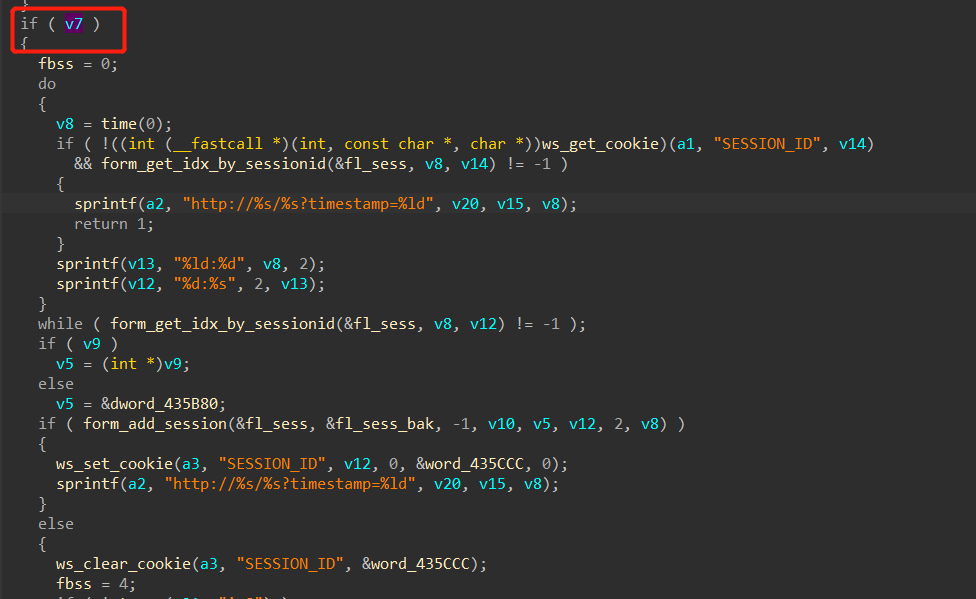 }
if ( v7 )
{
fbss = 0;
do
{
v8 = time(0);
if ( !((int (__fastcall *)(int, const char *, char *))ws_get_cookie)(a1, "SESSION_ID", v14)
&& form_get_idx_by_sessionid(&fl_sess, v8, v14) != -1 )
{
sprintf(a2, "http://%s/%s?timestamp=%ld", v20, v15, v8);
return 1;
}
sprintf(v13, "%ld:%d", v8, 2);
sprintf(v12, "%d:%s", 2, v13);
}
while ( form_get_idx_by_sessionid(&fl_sess, v8, v12) != -1 );
if ( v9 )
v5 = (int *)v9;
else
v5 = &dword_435B80;
if ( form_add_session(&fl_sess, &fl_sess_bak, -1, v10, v5, v12, 2, v8) )
{
ws_set_cookie(a3, "SESSION_ID", v12, 0, &word_435CCC, 0);
sprintf(a2, "http://%s/%s?timestamp=%ld", v20, v15, v8);
}
else
{
ws_clear_cookie(a3, "SESSION_ID", &word_435CCC);
fbss = 4;